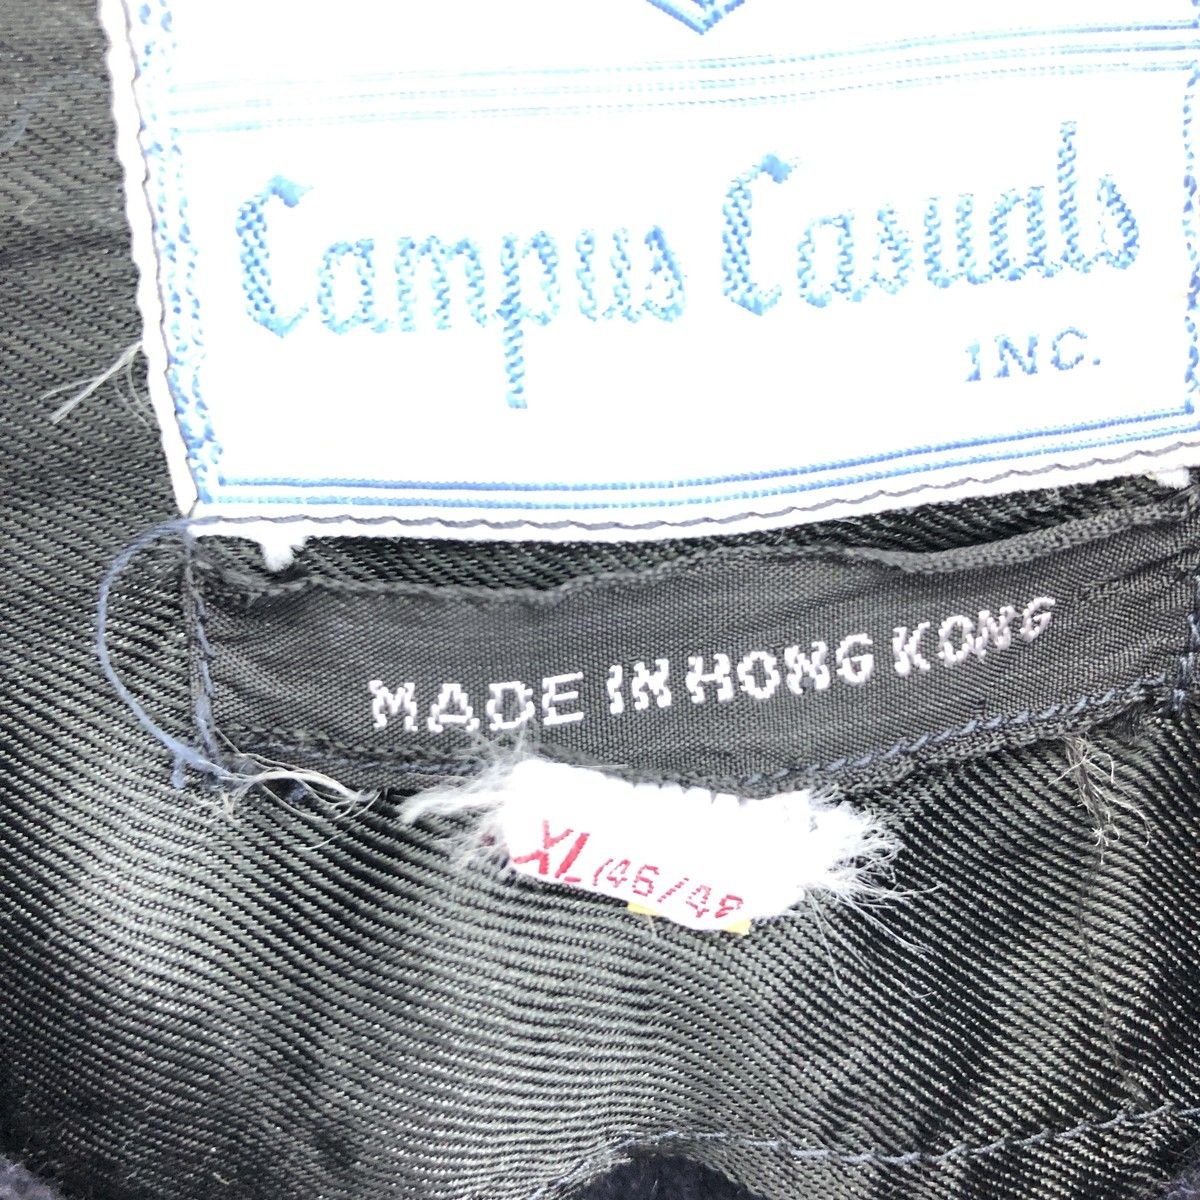 Campus Casuals
INC.
MADE IN HONG KONG
XL (46/48